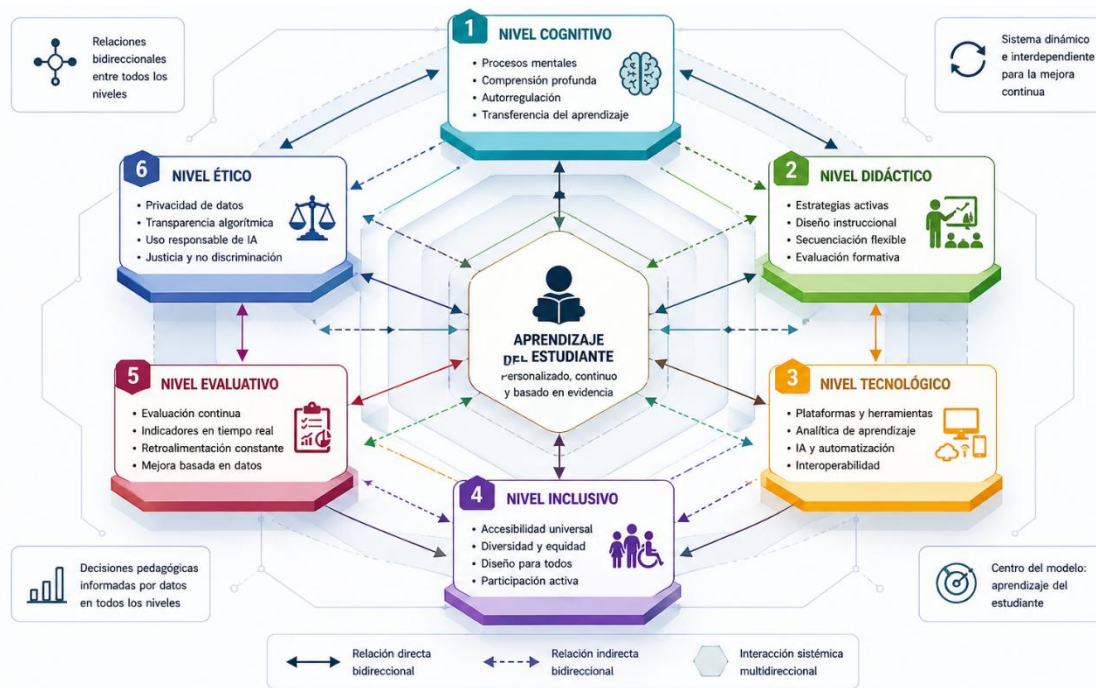 Relaciones
bidireccionales
entre todos los
niveles
1
NIVEL COGNITIVO
• Procesos mentales
• Comprensión profunda
• Autorregulación
• Transferencia del aprendizaje
Sistema dinámico
e interdependiente
para la mejora
continua
6
NIVEL ÉTICO
• Privacidad de datos
• Transparencia algorítmica
• Uso responsable de IA
• Justicia y no discriminación
2
NIVEL DIDÁCTICO
• Estrategias activas
• Diseño instruccional
• Secuenciación flexible
• Evaluación formativa
APRENDIZAJE
DEL ESTUDIANTE
Personalizado, continuo
y basado en evidencia
5
NIVEL EVALUATIVO
• Evaluación continua
• Indicadores en tiempo real
• Retroalimentación constante
• Mejora basada en datos
3
NIVEL TECNOLÓGICO
• Plataformas y herramientas
• Analítica de aprendizaje
• IA y automatización
• Interoperabilidad
4
NIVEL INCLUSIVO
• Accesibilidad universal
• Diversidad y equidad
• Diseño para todos
• Participación activa
Decisiones pedagógicas
informadas por datos
en todos los niveles
Centro del modelo:
aprendizaje del
estudiante
Relación directa
bidireccional
Relación indirecta
bidireccional
Interacción sistémica
multidireccional